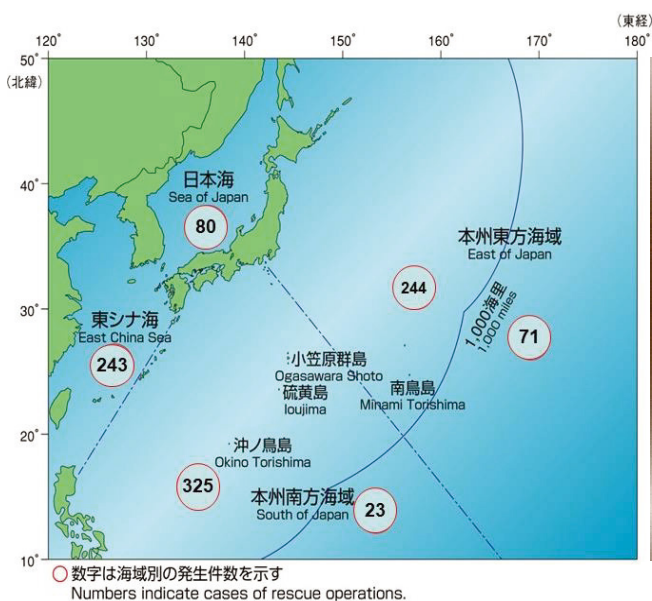 (東経)
120° 130° 140° 150° 160° 170° 180°
50°
(北緯)
40°
30°
20°
10°
日本海
Sea of Japan
80
本州東方海域
East of Japan
244
1,000海里
1,000 miles
71
東シナ海
East China Sea
243
小笠原群島
Ogasawara Shoto
硫黄島
Ioujima
南鳥島
Minami Torishima
沖ノ鳥島
Okino Torishima
325
本州南方海域
South of Japan
23
数字は海域別の発生件数を示す
Numbers indicate cases of rescue operations.